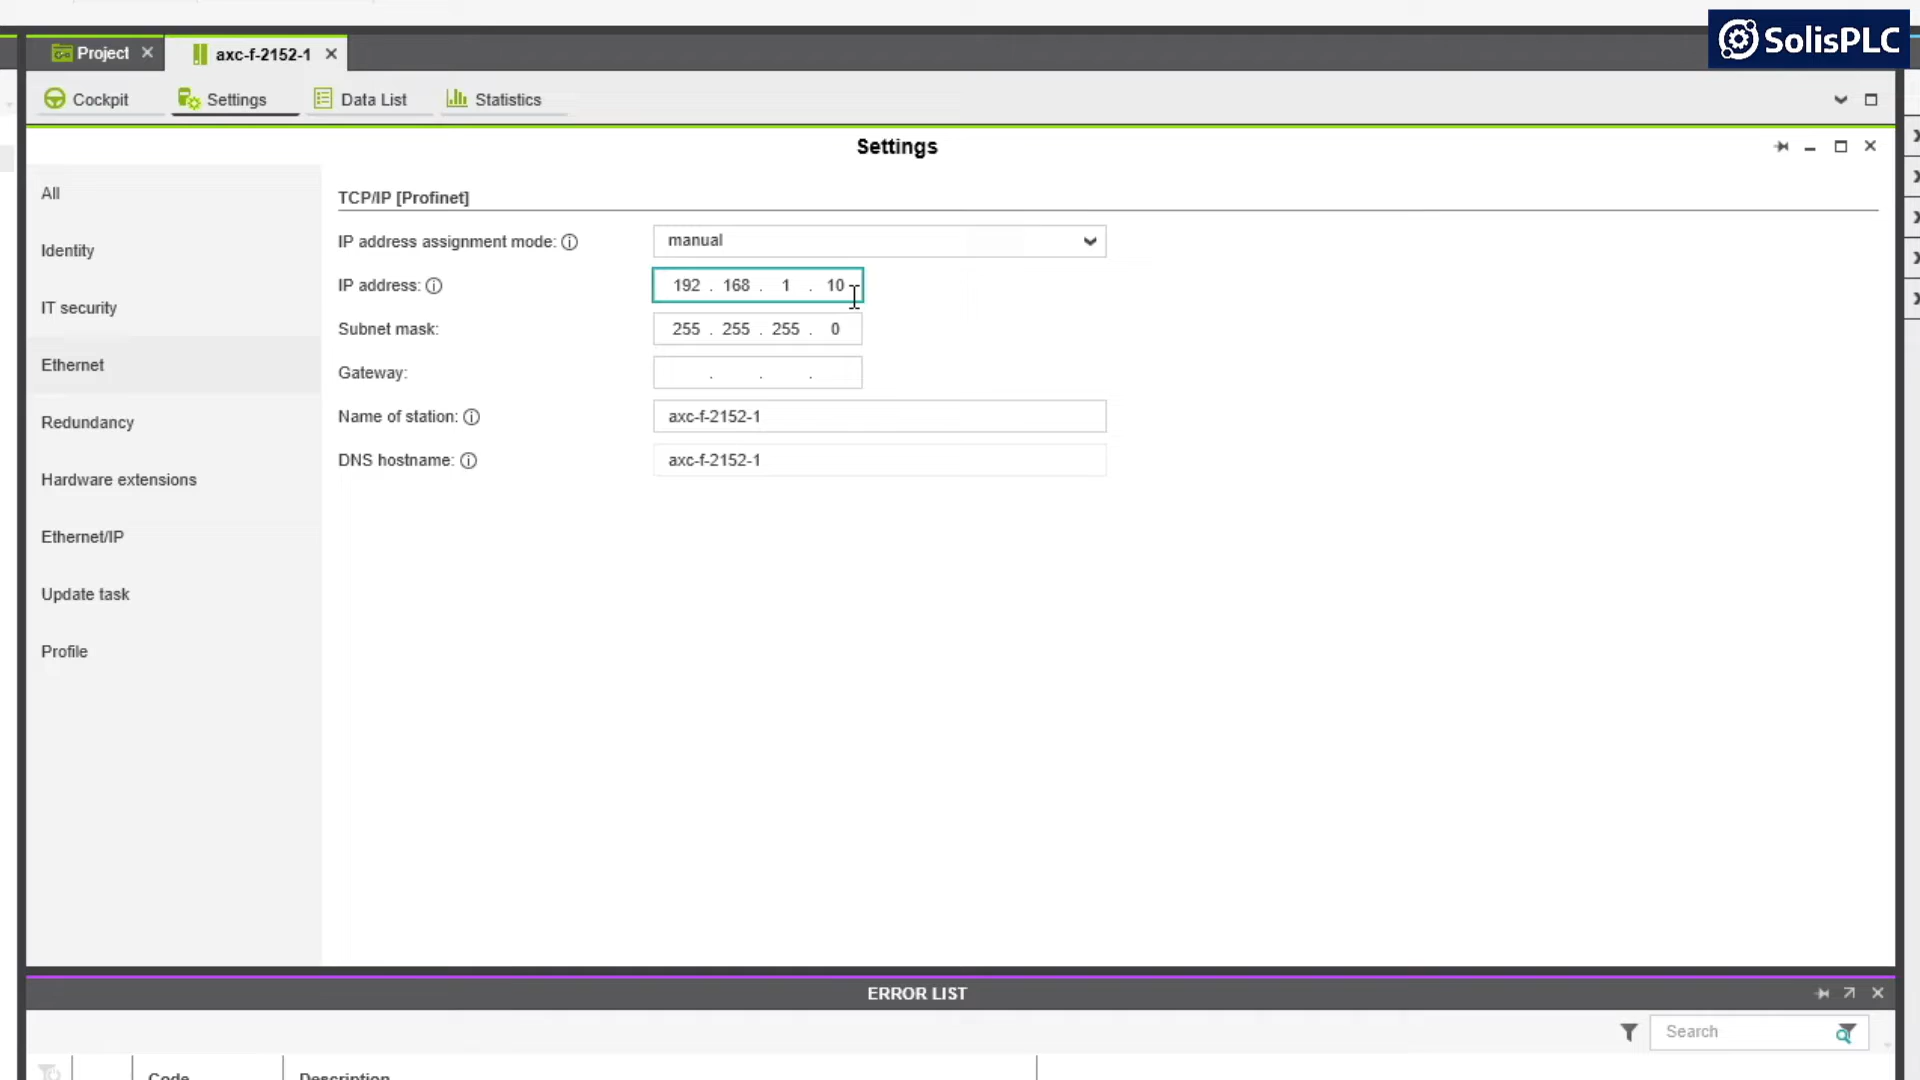 SolisPLC
Project
axc-f-2152-1
Cockpit
Settings
Data List
Statistics
Settings
All
Identity
IT security
Ethernet
Redundancy
Hardware extensions
Ethernet/IP
Update task
Profile
TCP/IP [Profinet]
IP address assignment mode: manual
IP address: 192 . 168 . 1 . 10
Subnet mask: 255 . 255 . 255 . 0
Gateway: . . .
Name of station: axc-f-2152-1
DNS hostname: axc-f-2152-1
ERROR LIST
Search
Code
Description